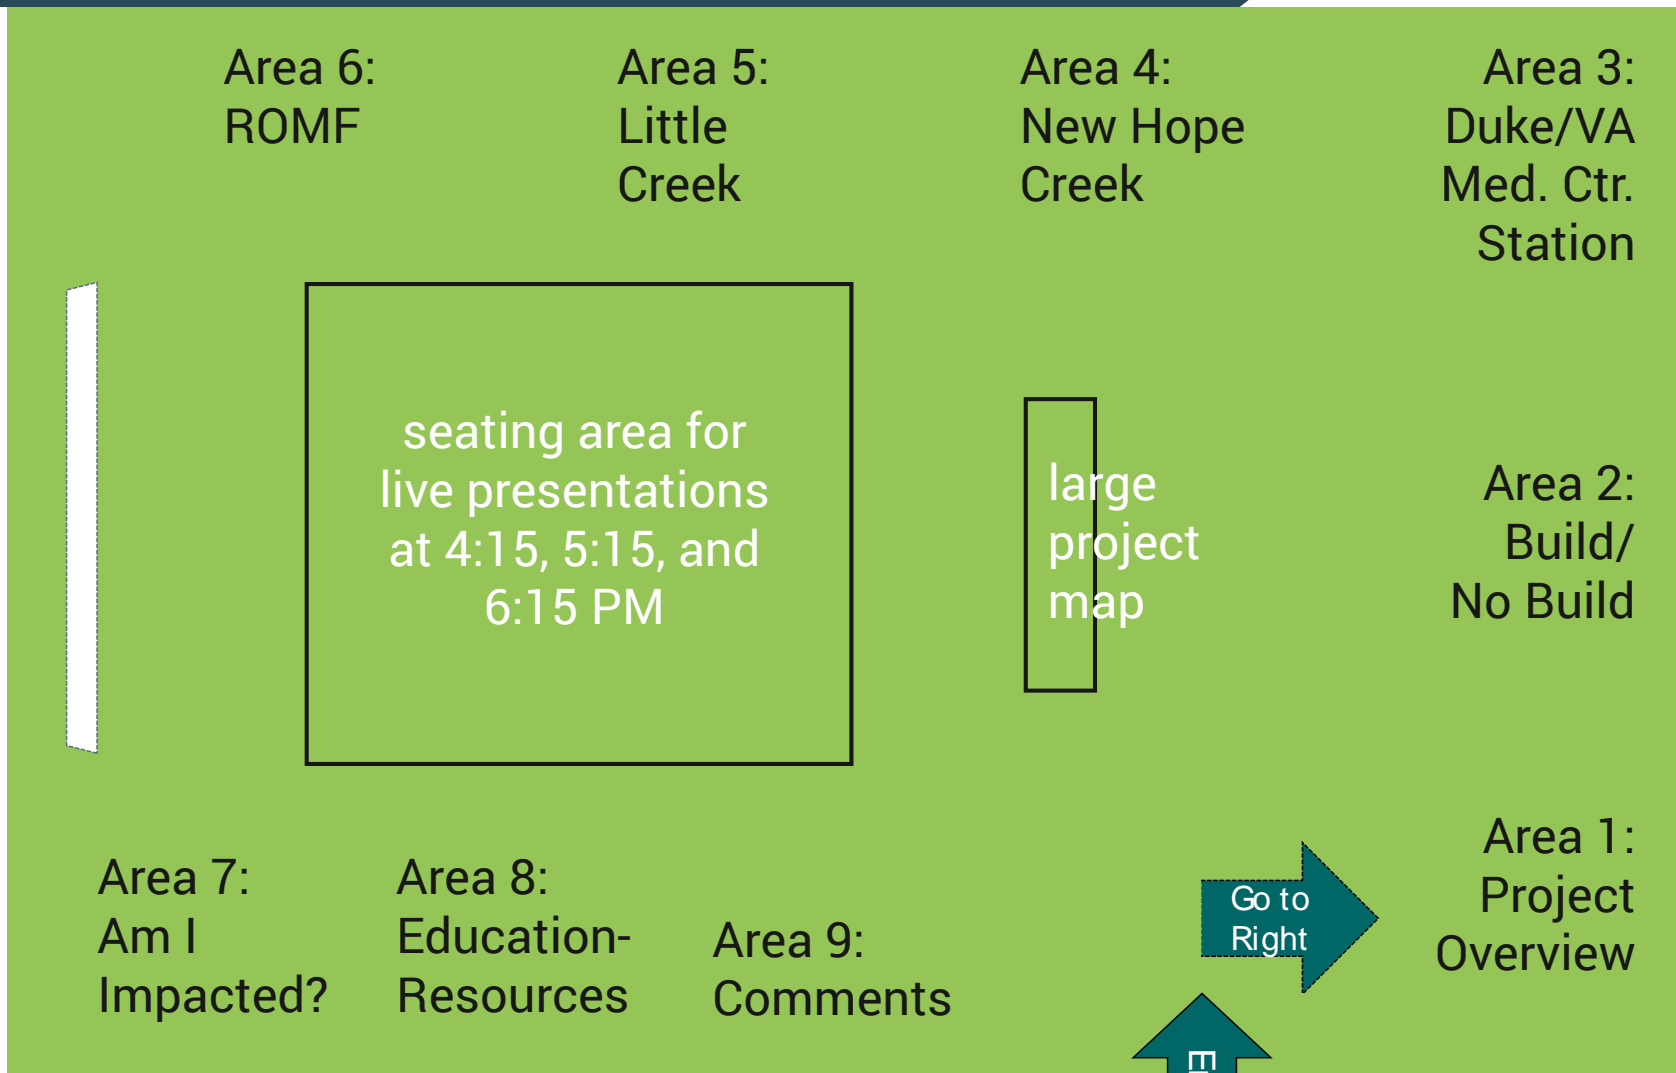 Area 6:
ROMF
Area 5:
Little
Creek
Area 4:
New Hope
Creek
Area 3:
Duke/VA
Med. Ctr.
Station
seating area for
live presentations
at 4:15, 5:15, and
6:15 PM
large
project
map
Area 2:
Build/
No Build
Area 7:
Am I
Impacted?
Area 8:
Education-
Resources
Area 9:
Comments
Go to
Right
Area 1:
Project
Overview